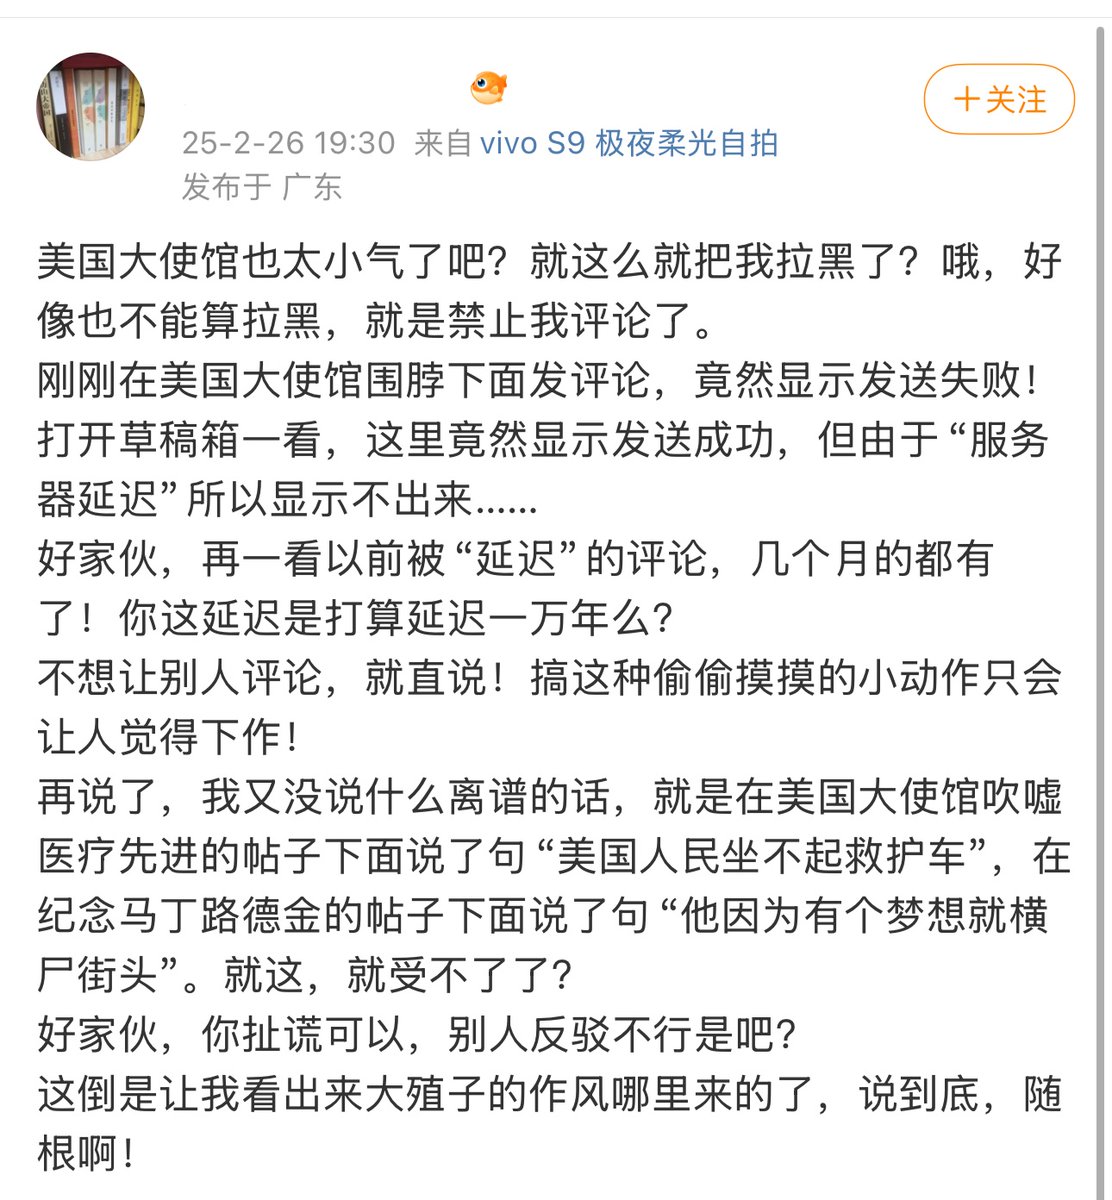 25-2-26 19:30 来自 vivo S9 极夜柔光自拍
发布于 广东
+关注
美国大使馆也太小气了吧？就这么就把我拉黑了？哦，好
像也不能算拉黑，就是禁止我评论了。
刚刚在美国大使馆围脖下面发评论，竟然显示发送失败！
打开草稿箱一看，这里竟然显示发送成功，但由于“服务
器延迟”所以显示不出来……
好家伙，再一看以前被“延迟”的评论，几个月的都有
了！你这延迟是打算延迟一万年么？
不想让别人评论，就直说！搞这种偷偷摸摸的小动作只会
让人觉得下作！
再说了，我又没说什么离谱的话，就是在美国大使馆吹嘘
医疗先进的帖子下面说了句“美国人民坐不起救护车”，在
纪念马丁路德金的帖子下面说了句“他因为有个梦想就横
尸街头”。就这，就受不了了？
好家伙，你扯谎可以，别人反驳不行是吧？
这倒是让我看出来大殖子的作风哪里来的了，说到底，随
根啊！